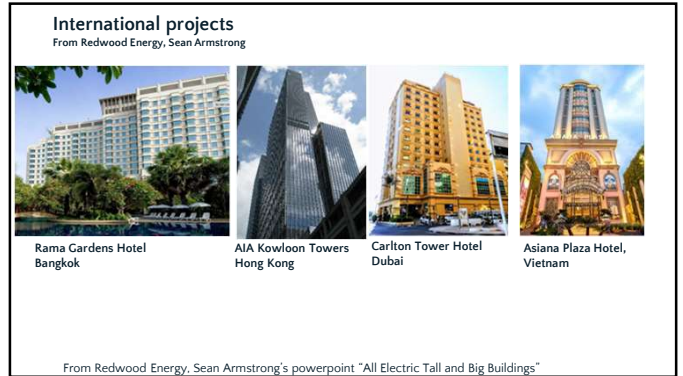 International projects
From Redwood Energy, Sean Armstrong
Rama Gardens Hotel
Bangkok
AIA Kowloon Towers
Hong Kong
Carlton Tower Hotel
Dubai
Asiana Plaza Hotel,
Vietnam
From Redwood Energy, Sean Armstrong's powerpoint “All Electric Tall and Big Buildings”